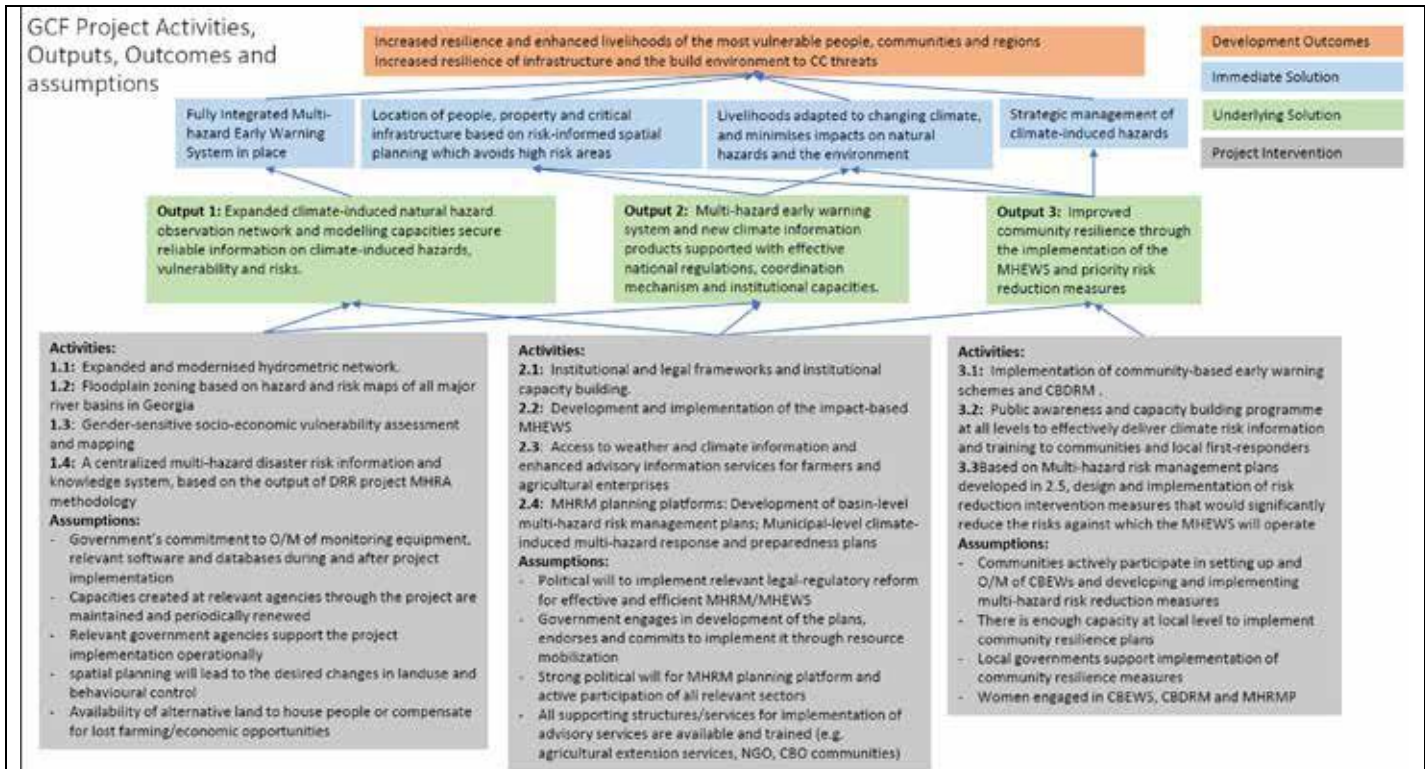 GCF Project Activities,
Outputs, Outcomes and
assumptions
Increased resilience and enhanced livelihoods of the most vulnerable people, communities and regions
Increased resilience of infrastructure and the build environment to CC threats
Development Outcomes
Immediate Solution
Underlying Solution
Project Intervention
Fully Integrated Multi-
hazard Early Warning
System in place
Location of people, property and critical
infrastructure based on risk-informed spatial
planning which avoids high risk areas
Livelihoods adapted to changing climate,
and minimises impacts on natural
hazards and the environment
Strategic management of
climate-induced hazards
Output 1: Expanded climate-induced natural hazard
observation network and modelling capacities secure
reliable information on climate-induced hazards,
vulnerability and risks.
Output 2: Multi-hazard early warning
system and new climate information
products supported with effective
national regulations, coordination
mechanism and institutional capacities.
Output 3: Improved
community resilience through
the implementation of the
MHEWS and priority risk
reduction measures
Activities:
1.1: Expanded and modernised hydrometric network.
1.2: Floodplain zoning based on hazard and risk maps of all major
river basins in Georgia
1.3: Gender-sensitive socio-economic vulnerability assessment
and mapping
1.4: A centralized multi-hazard disaster risk information and
knowledge system, based on the output of DRR project MHRA
methodology
Assumptions:
- Government's commitment to O/M of monitoring equipment,
relevant software and databases during and after project
implementation
- Capacities created at relevant agencies through the project are
maintained and periodically renewed
- Relevant government agencies support the project
implementation operationally
- spatial planning will lead to the desired changes in landuse and
behavioural control
- Availability of alternative land to house people or compensate
for lost farming/economic opportunities
Activities:
2.1: Institutional and legal frameworks and institutional
capacity building.
2.2: Development and implementation of the impact-based
MHEWS
2.3: Access to weather and climate information and
enhanced advisory information services for farmers and
agricultural enterprises
2.4: MHRM planning platforms: Development of basin-level
multi-hazard risk management plans; Municipal-level climate-
induced multi-hazard response and preparedness plans
Assumptions:
- Political will to implement relevant legal-regulatory reform
for effective and efficient MHRM/MHEWS
- Government engages in development of the plans,
endorses and commits to implement it through resource
mobilization
- Strong political will for MHRM planning platform and
active participation of all relevant sectors
- All supporting structures/services for implementation of
advisory services are available and trained (e.g.
agricultural extension services, NGO, CBO communities)
Activities:
3.1: Implementation of community-based early warning
schemes and CBDRM .
3.2: Public awareness and capacity building programme
at all levels to effectively deliver climate risk information
and training to communities and local first-responders
3.3Based on Multi-hazard risk management plans
developed in 2.5, design and implementation of risk
reduction intervention measures that would significantly
reduce the risks against which the MHEWS will operate
Assumptions:
- Communities actively participate in setting up and
O/M of CBEWs and developing and implementing
multi-hazard risk reduction measures
- There is enough capacity at local level to implement
community resilience plans
- Local governments support implementation of
community resilience measures
- Women engaged in CBEWS, CBDRM and MHRMP